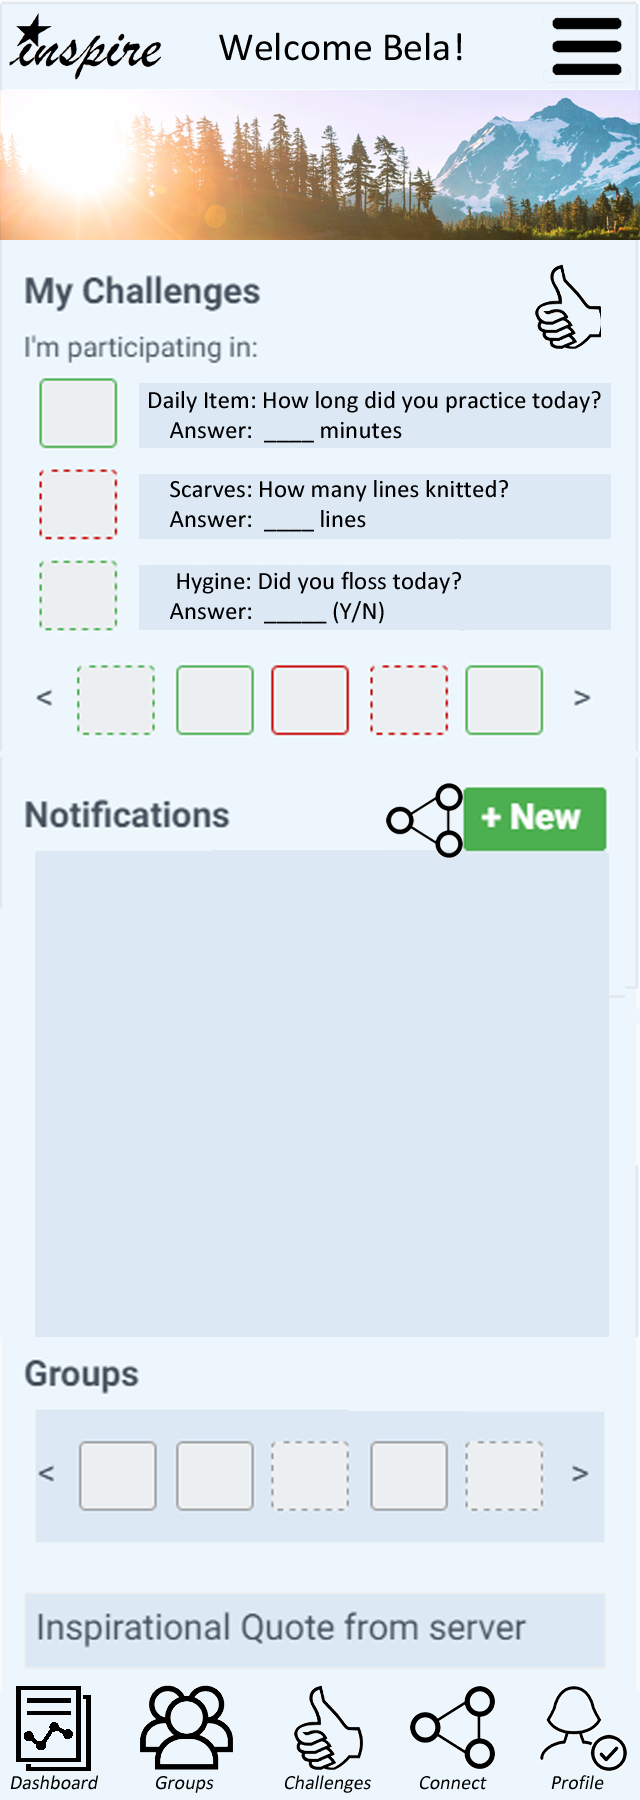 inspire
Welcome Bela!
My Challenges
I'm participating in:
Daily Item: How long did you practice today?
Answer: ____ minutes
Scarves: How many lines knitted?
Answer: ____ lines
Hygine: Did you floss today?
Answer: _____ (Y/N)
< >
Notifications
+ New
Groups
< >
Inspirational Quote from server
Dashboard Groups Challenges Connect Profile